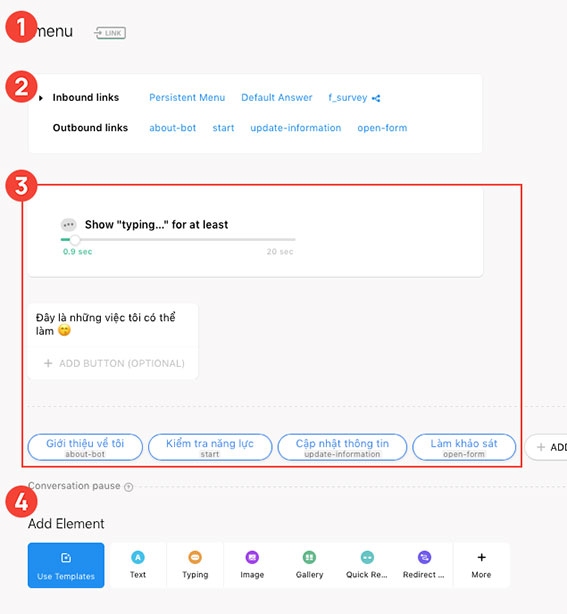 1
menu LINK
2
Inbound links Persistent Menu Default Answer f_survey
Outbound links about-bot start update-information open-form
3
Show "typing..." for at least
0.9 sec 20 sec
Đây là những việc tôi có thể
làm 😋
+ ADD BUTTON (OPTIONAL)
Giới thiệu về tôi Kiểm tra năng lực Cập nhật thông tin Làm khảo sát + ADD
about-bot start update-information open-form
Conversation pause ?
4
Add Element
Use Templates Text Typing Image Gallery Quick Re... Redirect ... More